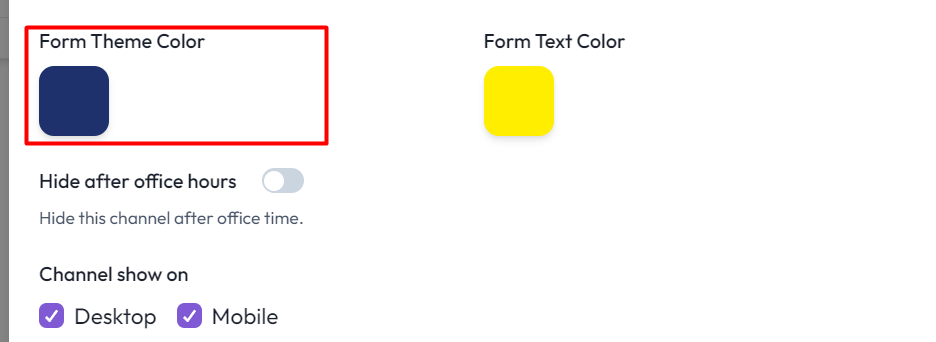 Form Theme Color
Form Text Color
Hide after office hours
Hide this channel after office time.
Channel show on
Desktop
Mobile